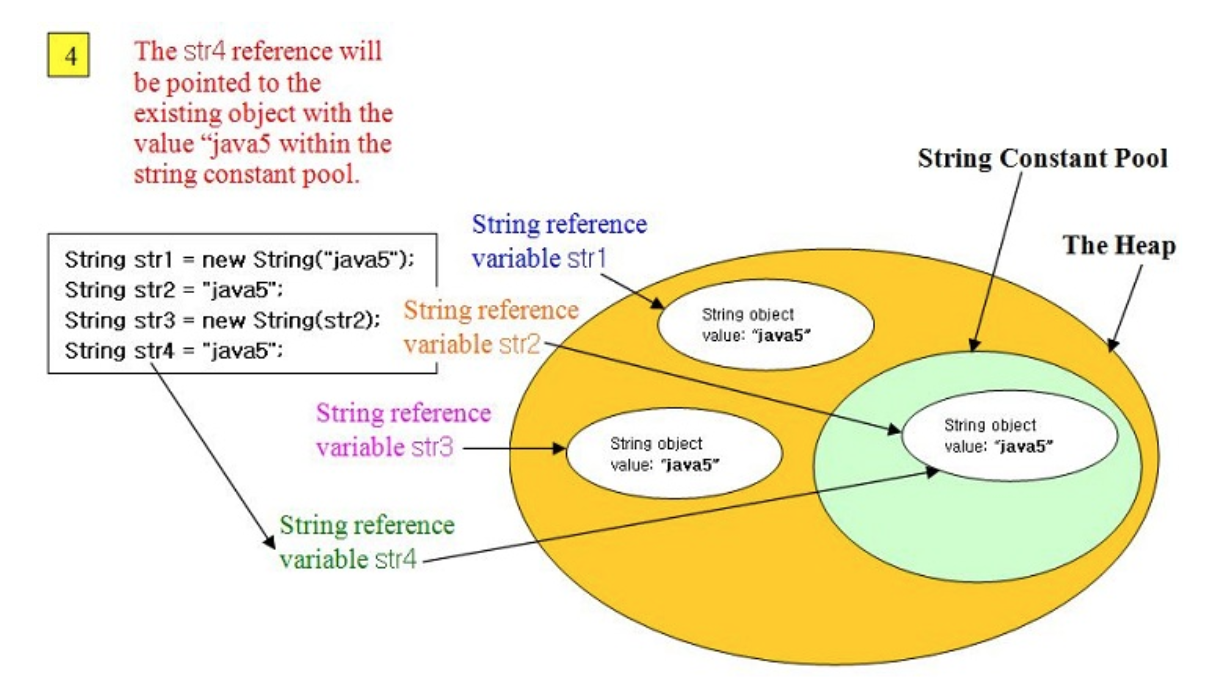 4
The str4 reference will
be pointed to the
existing object with the
value “java5 within the
string constant pool.
String Constant Pool
The Heap
String str1 = new String("java5");
String str2 = "java5";
String str3 = new String(str2);
String str4 = "java5";
String reference
variable str1
String reference
variable str2
String reference
variable str3
String reference
variable str4
String object
value: “java5”
String object
value: “java5”
String object
value: “java5”